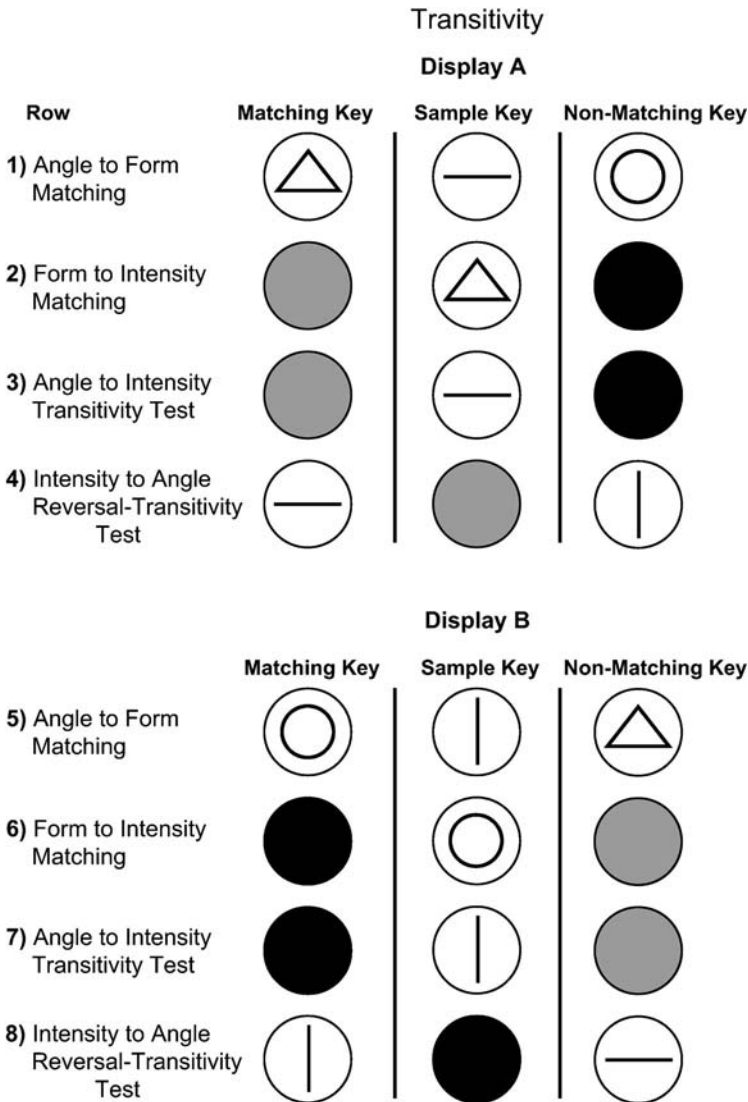 Transitivity
Display A
Row Matching Key Sample Key Non-Matching Key
1) Angle to Form
Matching
2) Form to Intensity
Matching
3) Angle to Intensity
Transitivity Test
4) Intensity to Angle
Reversal-Transitivity
Test
Display B
Matching Key Sample Key Non-Matching Key
5) Angle to Form
Matching
6) Form to Intensity
Matching
7) Angle to Intensity
Transitivity Test
8) Intensity to Angle
Reversal-Transitivity
Test